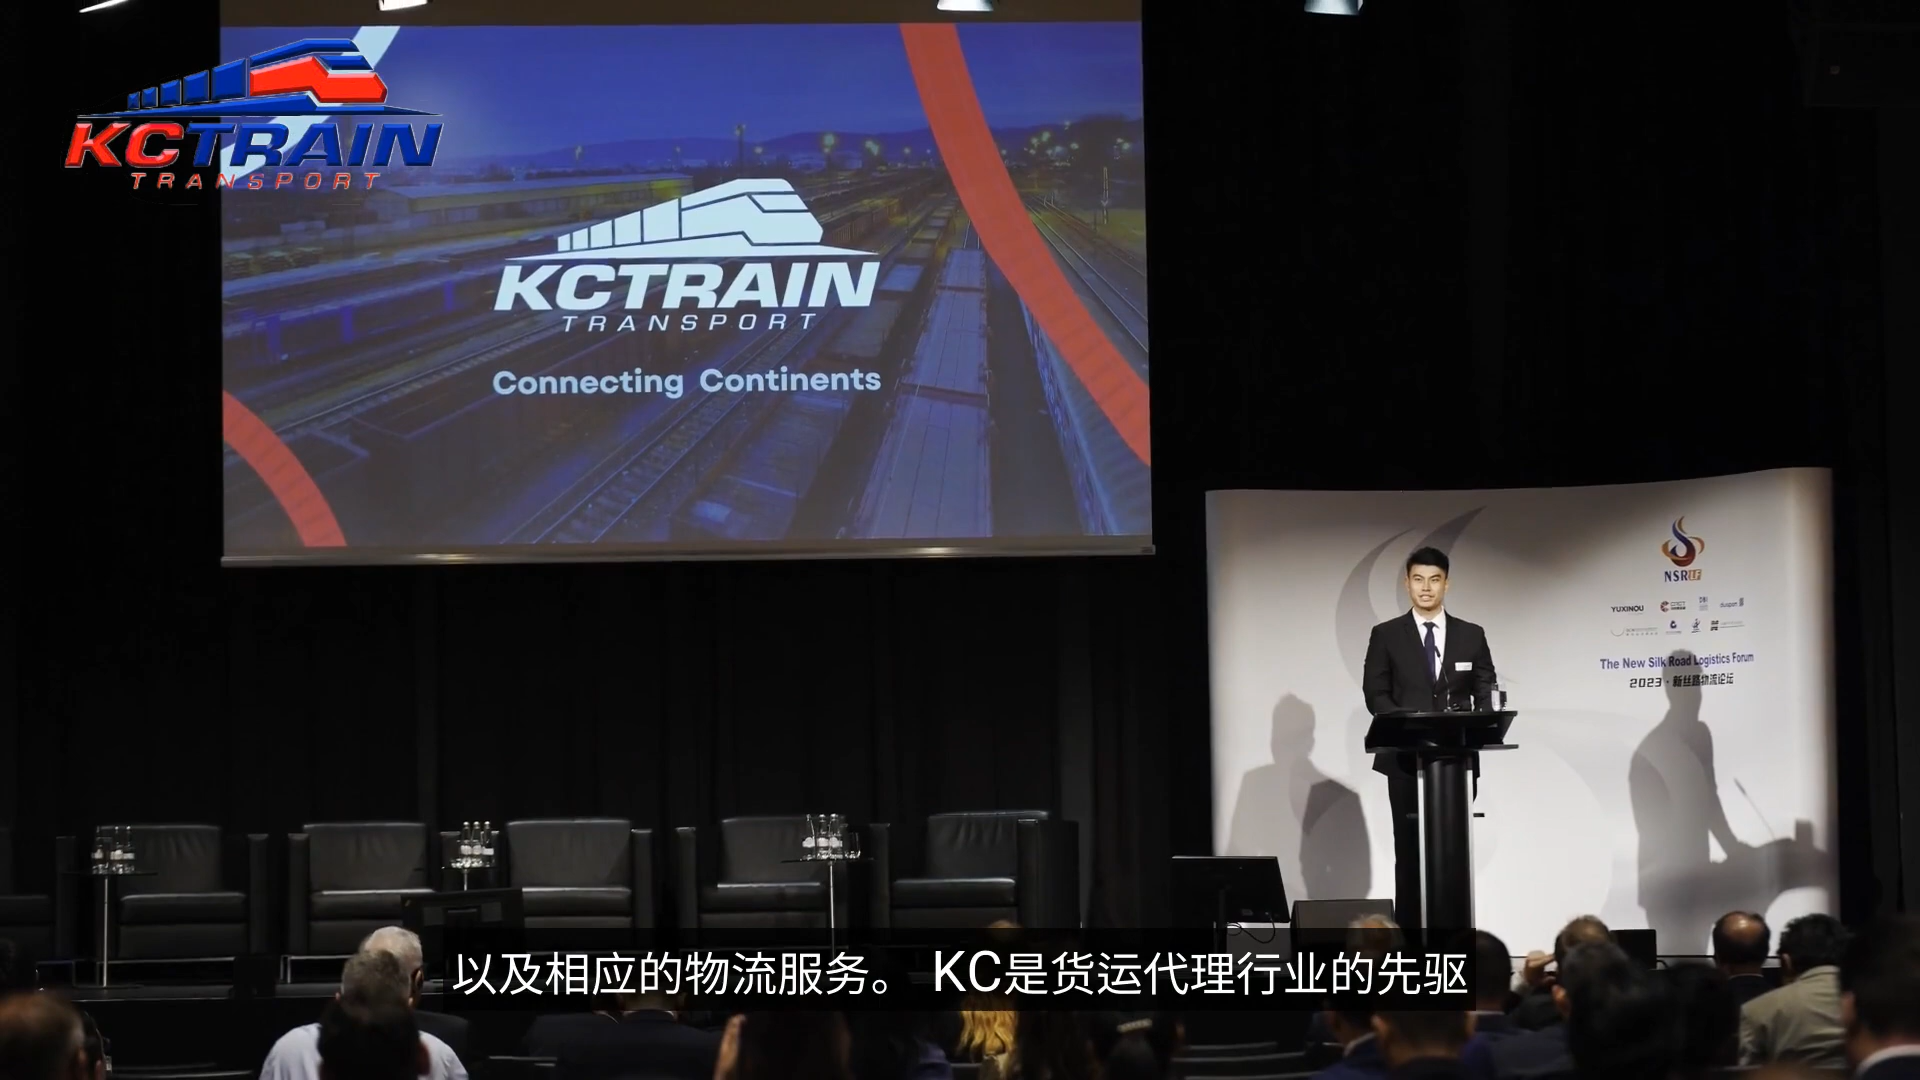 KCTRAIN
TRANSPORT
KCTRAIN
TRANSPORT
Connecting Continents
NSRLF
YUXINOU
duisport
The New Silk Road Logistics Forum
2023·新丝路物流论坛
以及相应的物流服务。 KC是货运代理行业的先驱